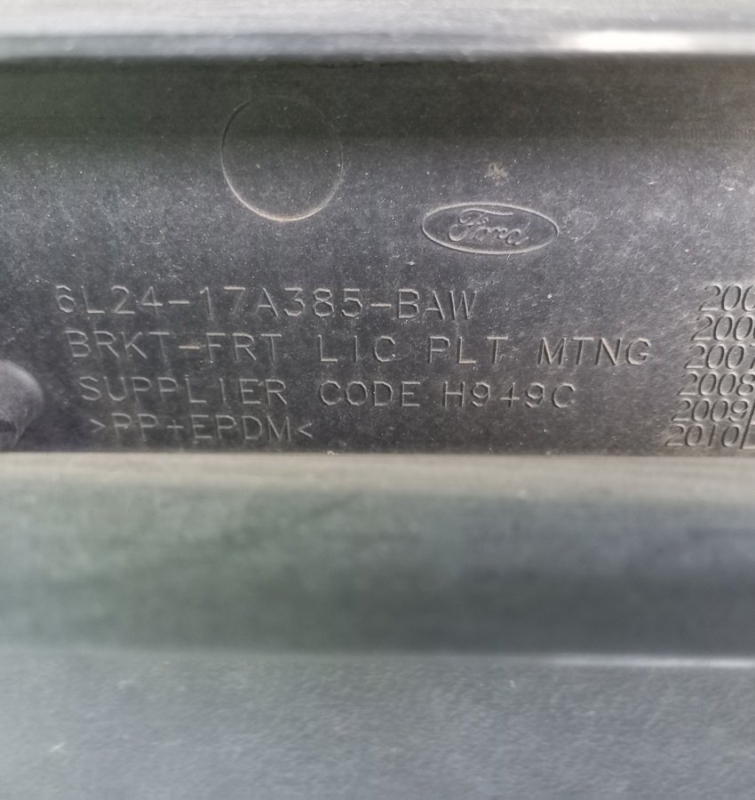 Ford
6L24-17A385-BAW
BRKT-FRT LIC PLT MTNG
SUPPLIER CODE H949C
>PP+EPDM<
2007
2008
2009
2010